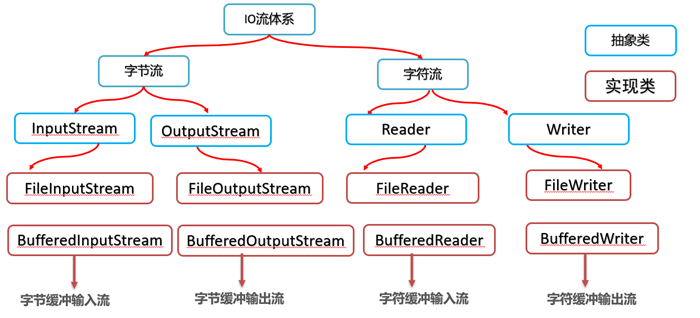 IO流体系
抽象类
字节流
字符流
实现类
InputStream
OutputStream
Reader
Writer
FileInputStream
FileOutputStream
FileReader
FileWriter
BufferedInputStream
BufferedOutputStream
BufferedReader
BufferedWriter
字节缓冲输入流
字节缓冲输出流
字符缓冲输入流
字符缓冲输出流